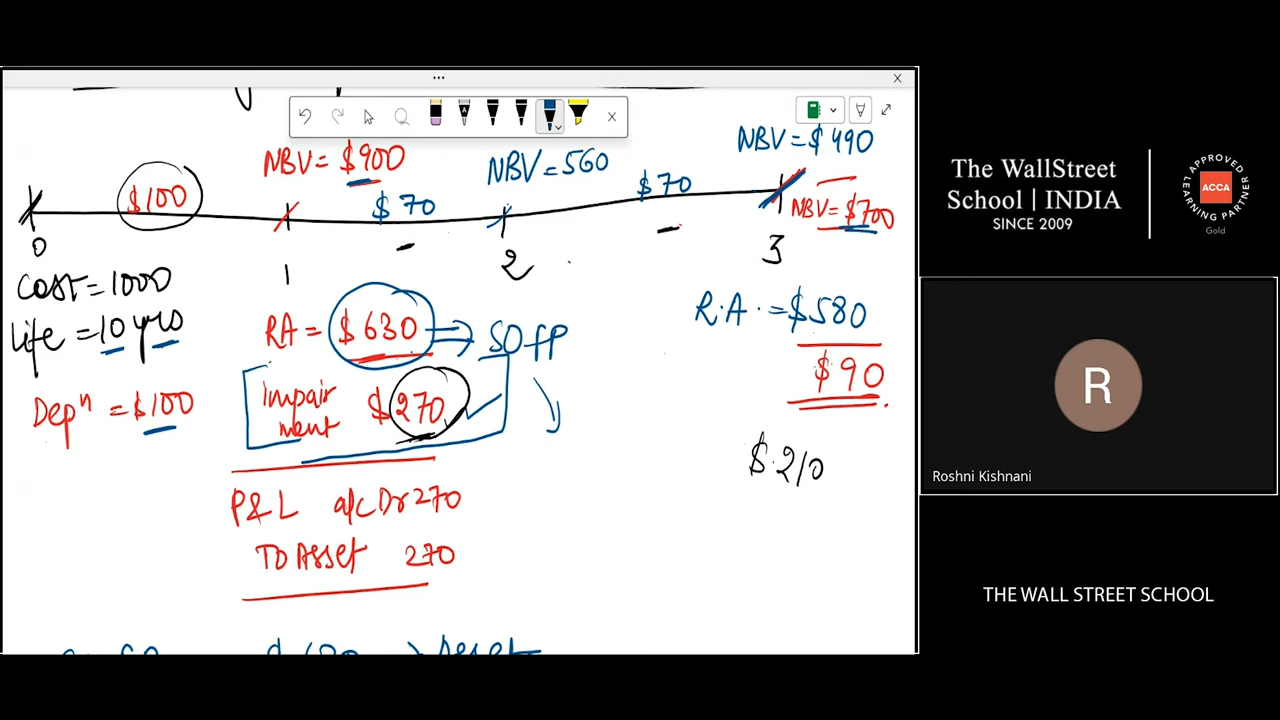 NBV = $900
NBV = 560
NBV = $490
$100
$70
$70
NBV = $700
0
1
2
3
Cost = 1000
Life = 10 yrs
Depⁿ = $100
RA = $630 ⇒ SOFP
Impair
ment $270
P&L a/c Dr 270
To Asset 270
R.A. = $580
$90
$210
The WallStreet
School | INDIA
SINCE 2009
APPROVED
LEARNING PARTNER
ACCA
Gold
R
Roshni Kishnani
THE WALL STREET SCHOOL